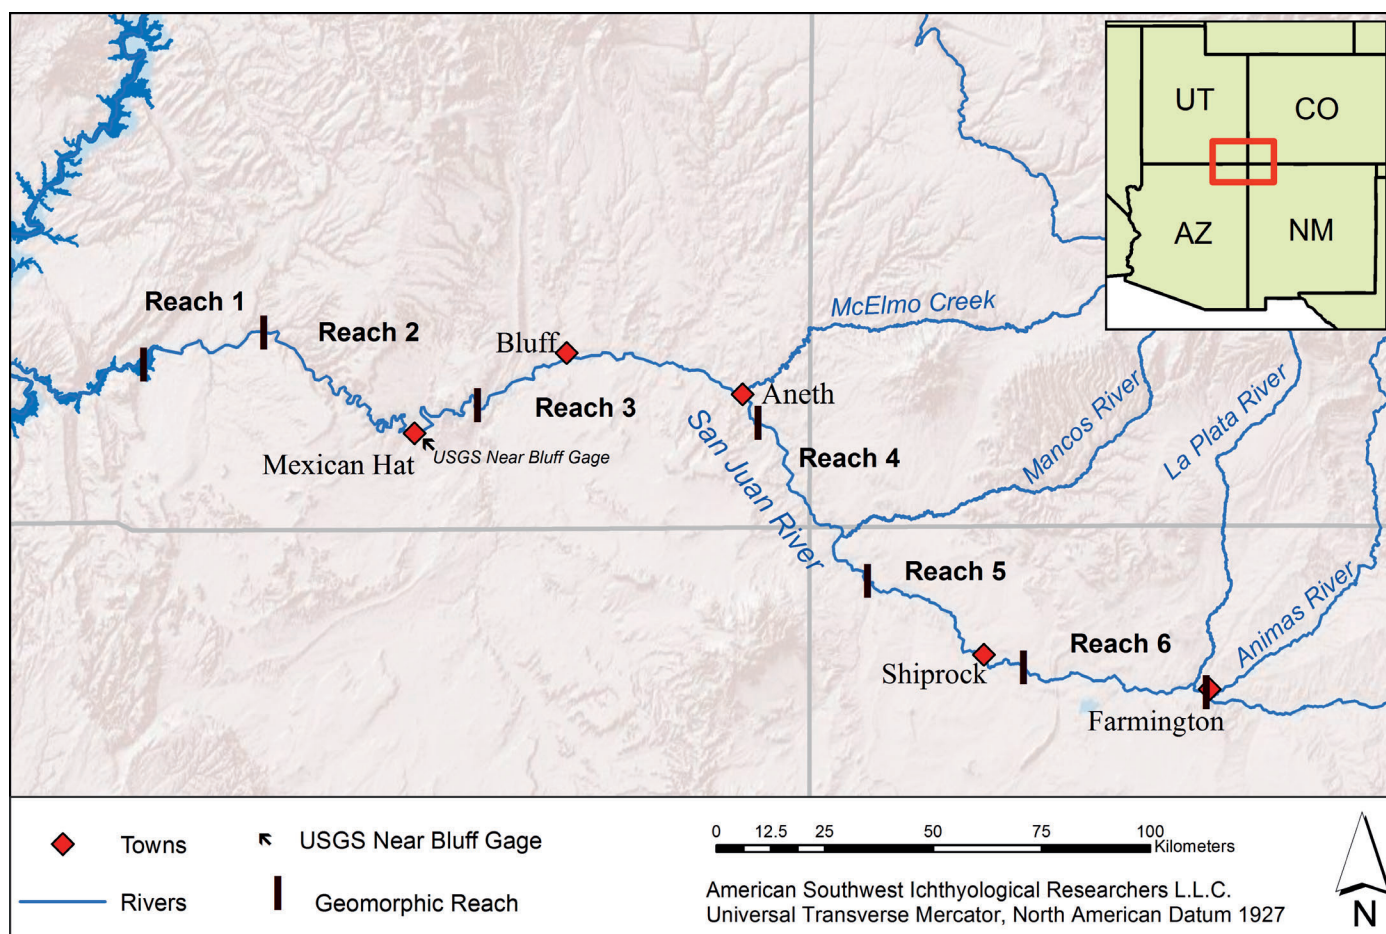 UT
CO
AZ
NM
Reach 1
Reach 2
McElmo Creek
Bluff
Reach 3
Aneth
Mexican Hat
USGS Near Bluff Gage
San Juan River
Reach 4
Mancos River
La Plata River
Reach 5
Animas River
Shiprock
Reach 6
Farmington
Towns
USGS Near Bluff Gage
Rivers
Geomorphic Reach
0 12.5 25 50 75 100
Kilometers
American Southwest Ichthyological Researchers L.L.C.
Universal Transverse Mercator, North American Datum 1927
N